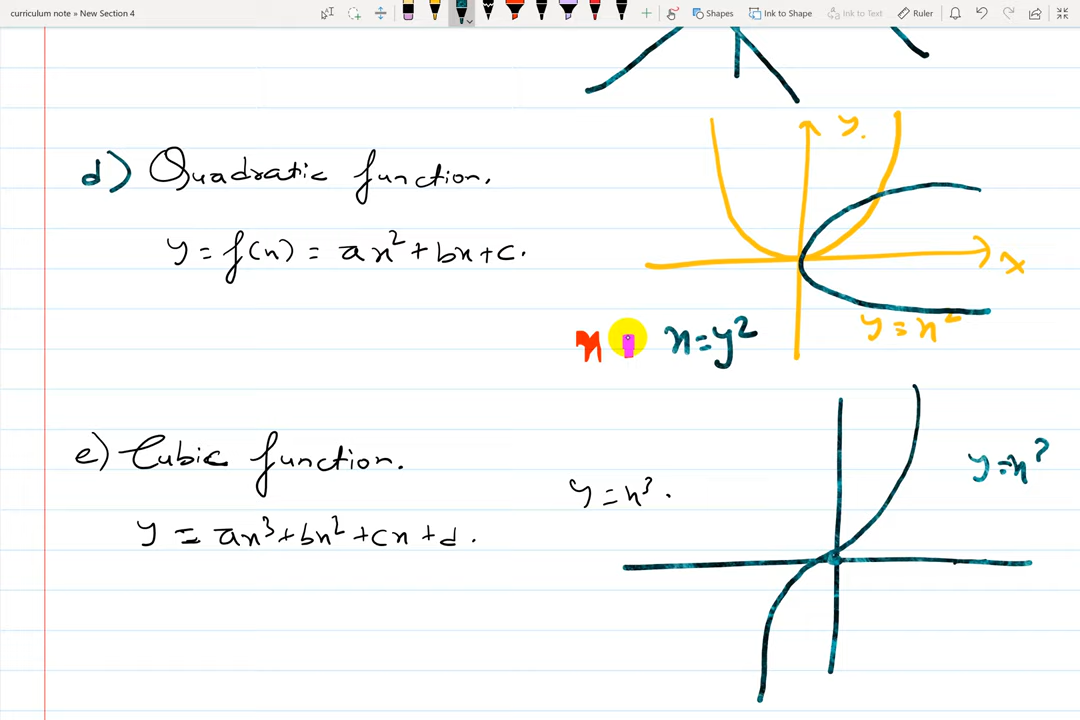 curriculum note » New Section 4
Shapes Ink to Shape Ink to Text Ruler
y.
d) Quadratic function.
y = f(x) = ax² + bx + c.
x
y = x²
x x = y²
e) Cubic function.
y = x³.
y = x³
y = ax³ + bx² + cx + d.